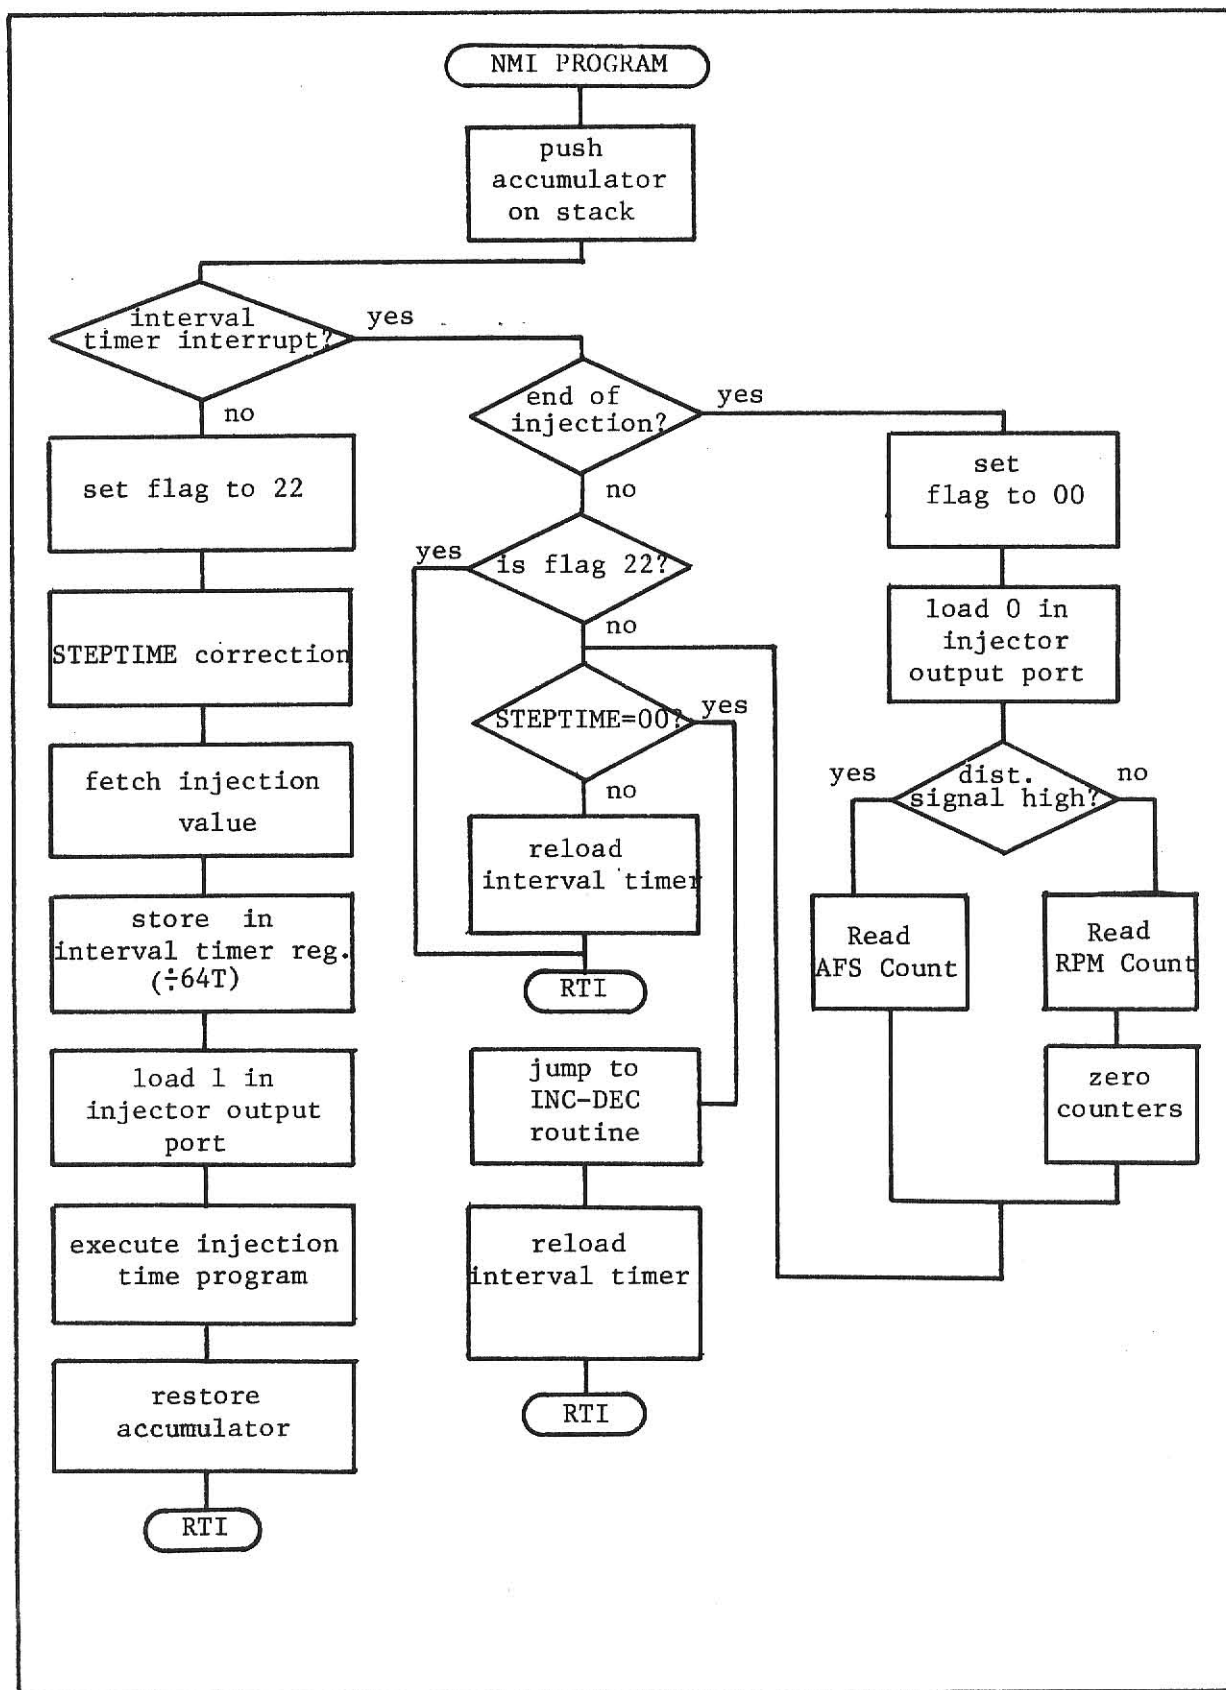 NMI PROGRAM
push
accumulator
on stack
interval
timer interrupt?
yes
no
set flag to 22
STEPTIME correction
fetch injection
value
store in
interval timer reg.
(÷64T)
load 1 in
injector output
port
execute injection
time program
restore
accumulator
RTI
end of
injection?
yes
no
is flag 22?
yes
no
STEPTIME=00?
yes
no
reload
interval timer
RTI
jump to
INC-DEC
routine
reload
interval timer
RTI
set
flag to 00
load 0 in
injector
output port
dist.
signal high?
yes
no
Read
AFS Count
Read
RPM Count
zero
counters